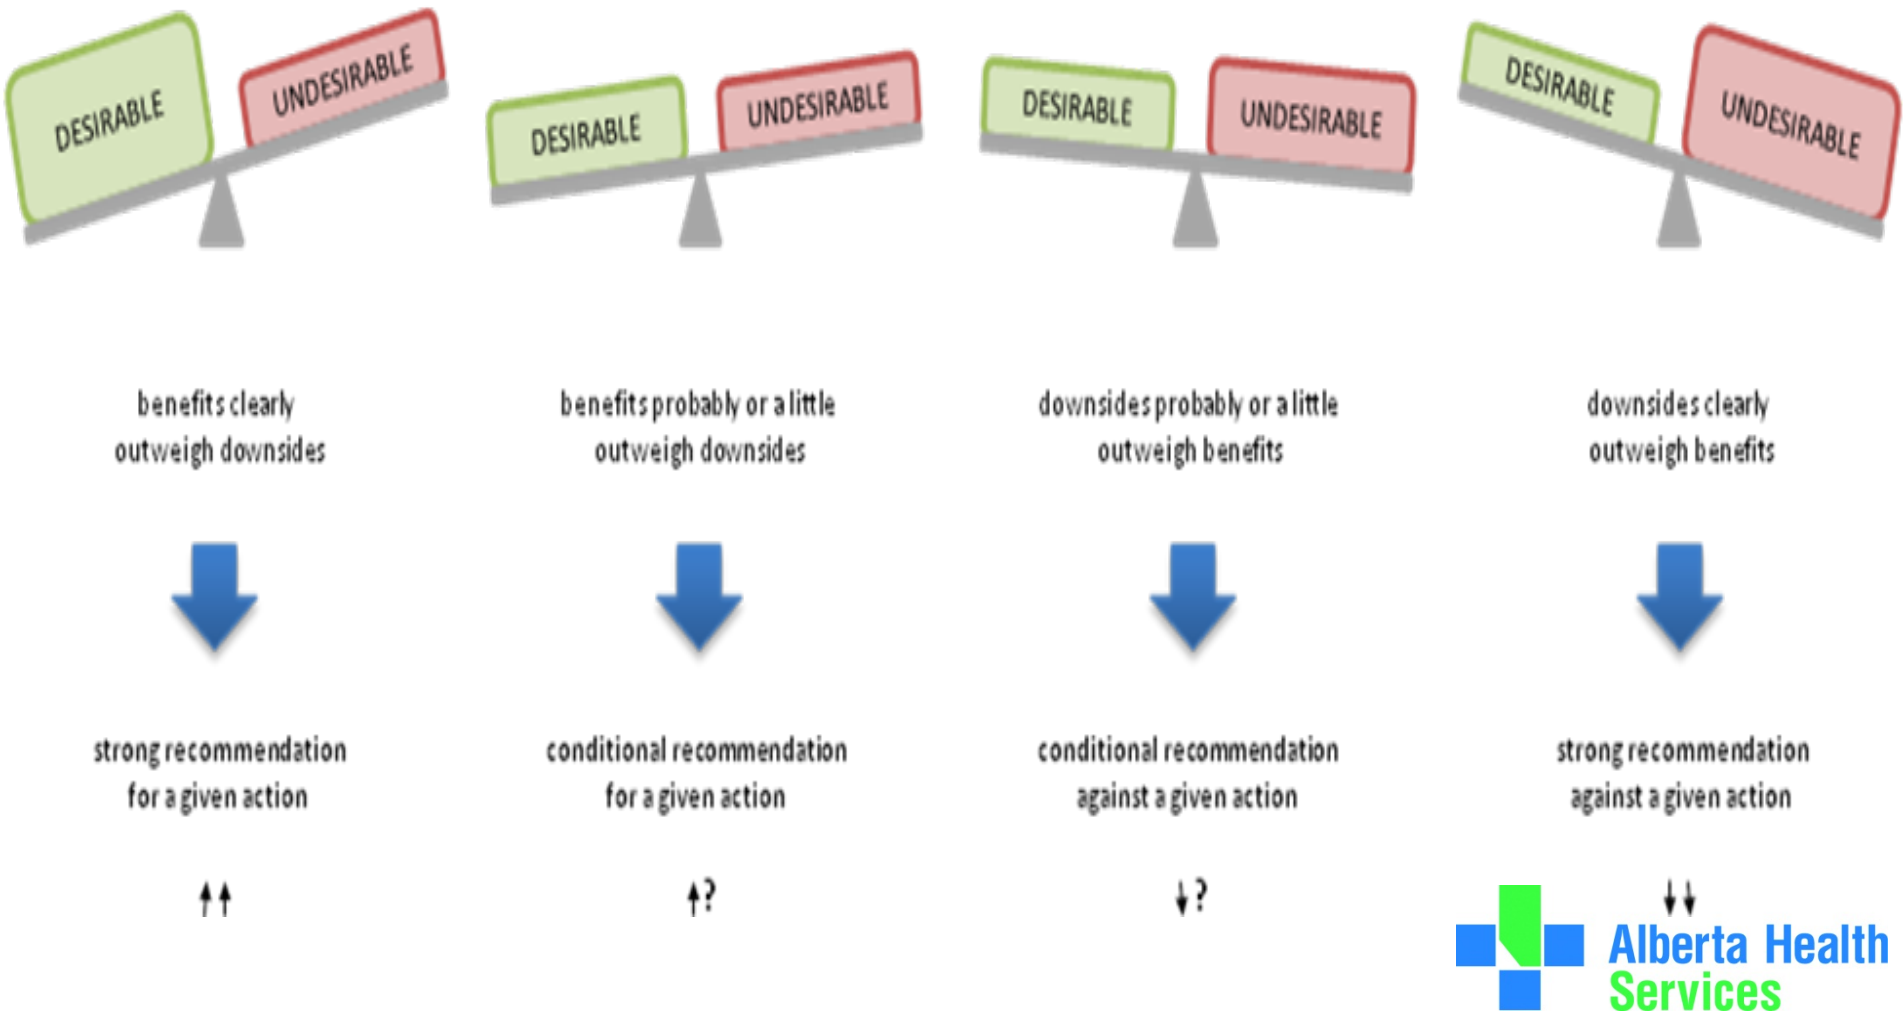 DESIRABLE
UNDESIRABLE
benefits clearly
outweigh downsides
strong recommendation
for a given action
↑↑
DESIRABLE
UNDESIRABLE
benefits probably or a little
outweigh downsides
conditional recommendation
for a given action
↑?
DESIRABLE
UNDESIRABLE
downsides probably or a little
outweigh benefits
conditional recommendation
against a given action
↓?
DESIRABLE
UNDESIRABLE
downsides clearly
outweigh benefits
strong recommendation
against a given action
↓↓
Alberta Health
Services